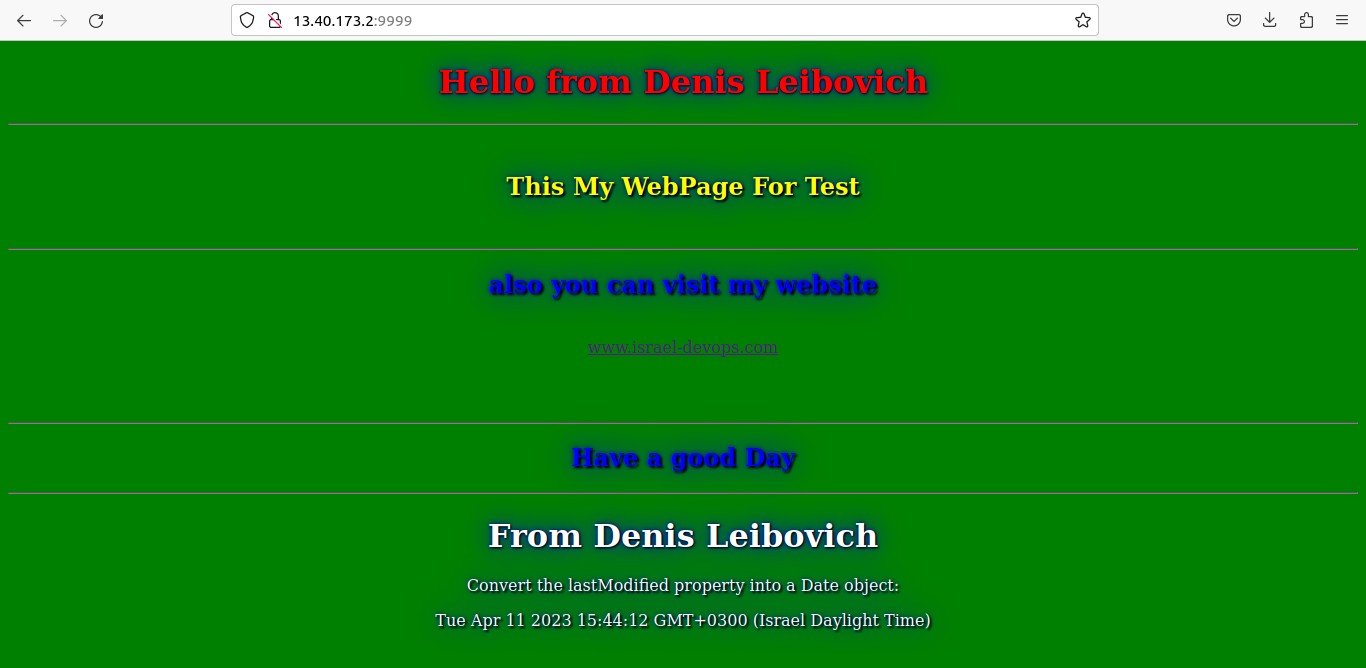 13.40.173.2:9999
Hello from Denis Leibovich
This My WebPage For Test
also you can visit my website
www.israel-devops.com
Have a good Day
From Denis Leibovich
Convert the lastModified property into a Date object:
Tue Apr 11 2023 15:44:12 GMT+0300 (Israel Daylight Time)